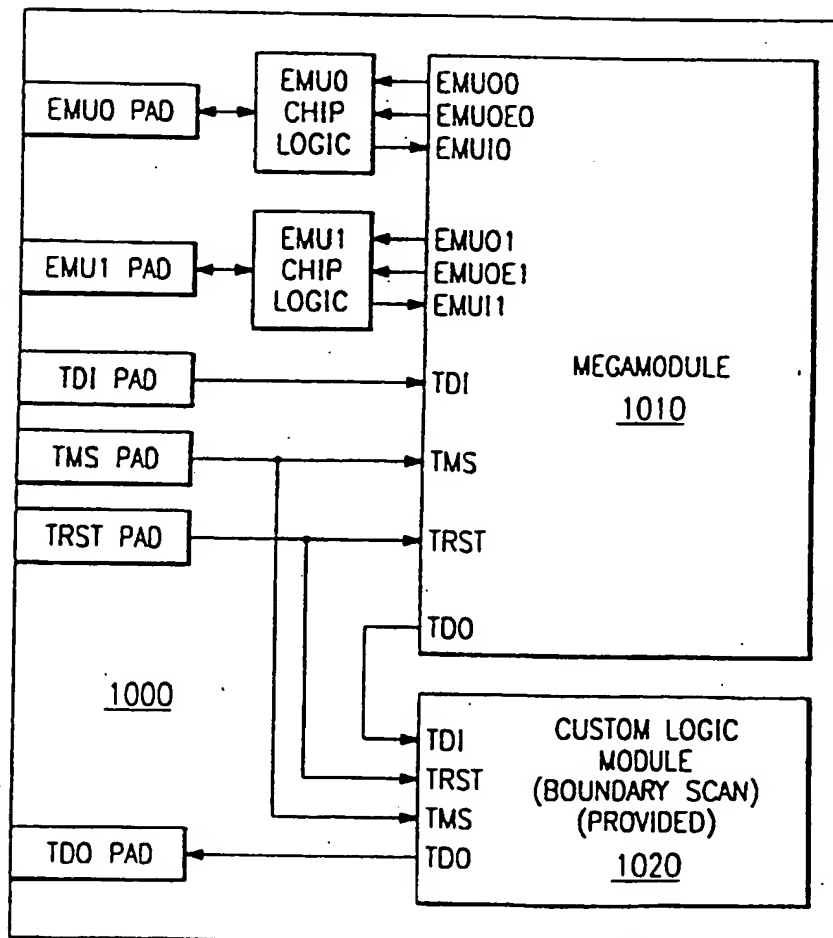 EMU0 PAD
EMU0
CHIP
LOGIC
EMUO0
EMUOE0
EMUI0
EMU1 PAD
EMU1
CHIP
LOGIC
EMUO1
EMUOE1
EMUI1
TDI PAD
TDI
MEGAMODULE
1010
TMS PAD
TMS
TRST PAD
TRST
TDO
1000
TDI
TRST
TMS
TDO
CUSTOM LOGIC
MODULE
(BOUNDARY SCAN)
(PROVIDED)
1020
TDO PAD